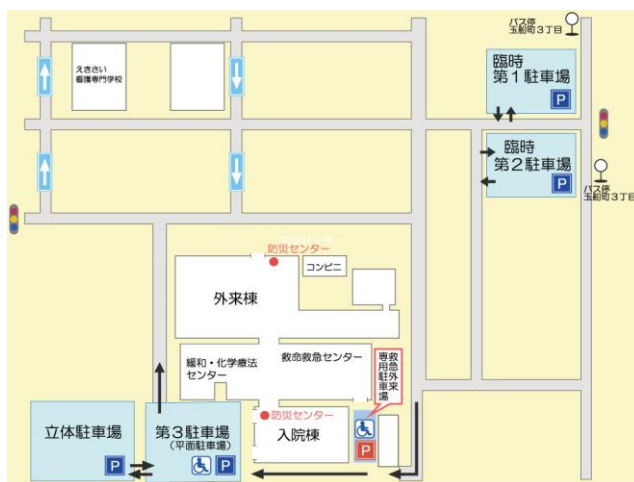 バス停
玉船町3丁目
えきさい
看護専門学校
臨時
第1駐車場
P
臨時
第2駐車場
P
バス停
玉船町3丁目
防災センター
コンビニ
外来棟
緩和・化学療法
センター
救命救急センター
救急外来
専用駐車場
P
防災センター
入院棟
立体駐車場
P
第3駐車場
(平面駐車場)
P